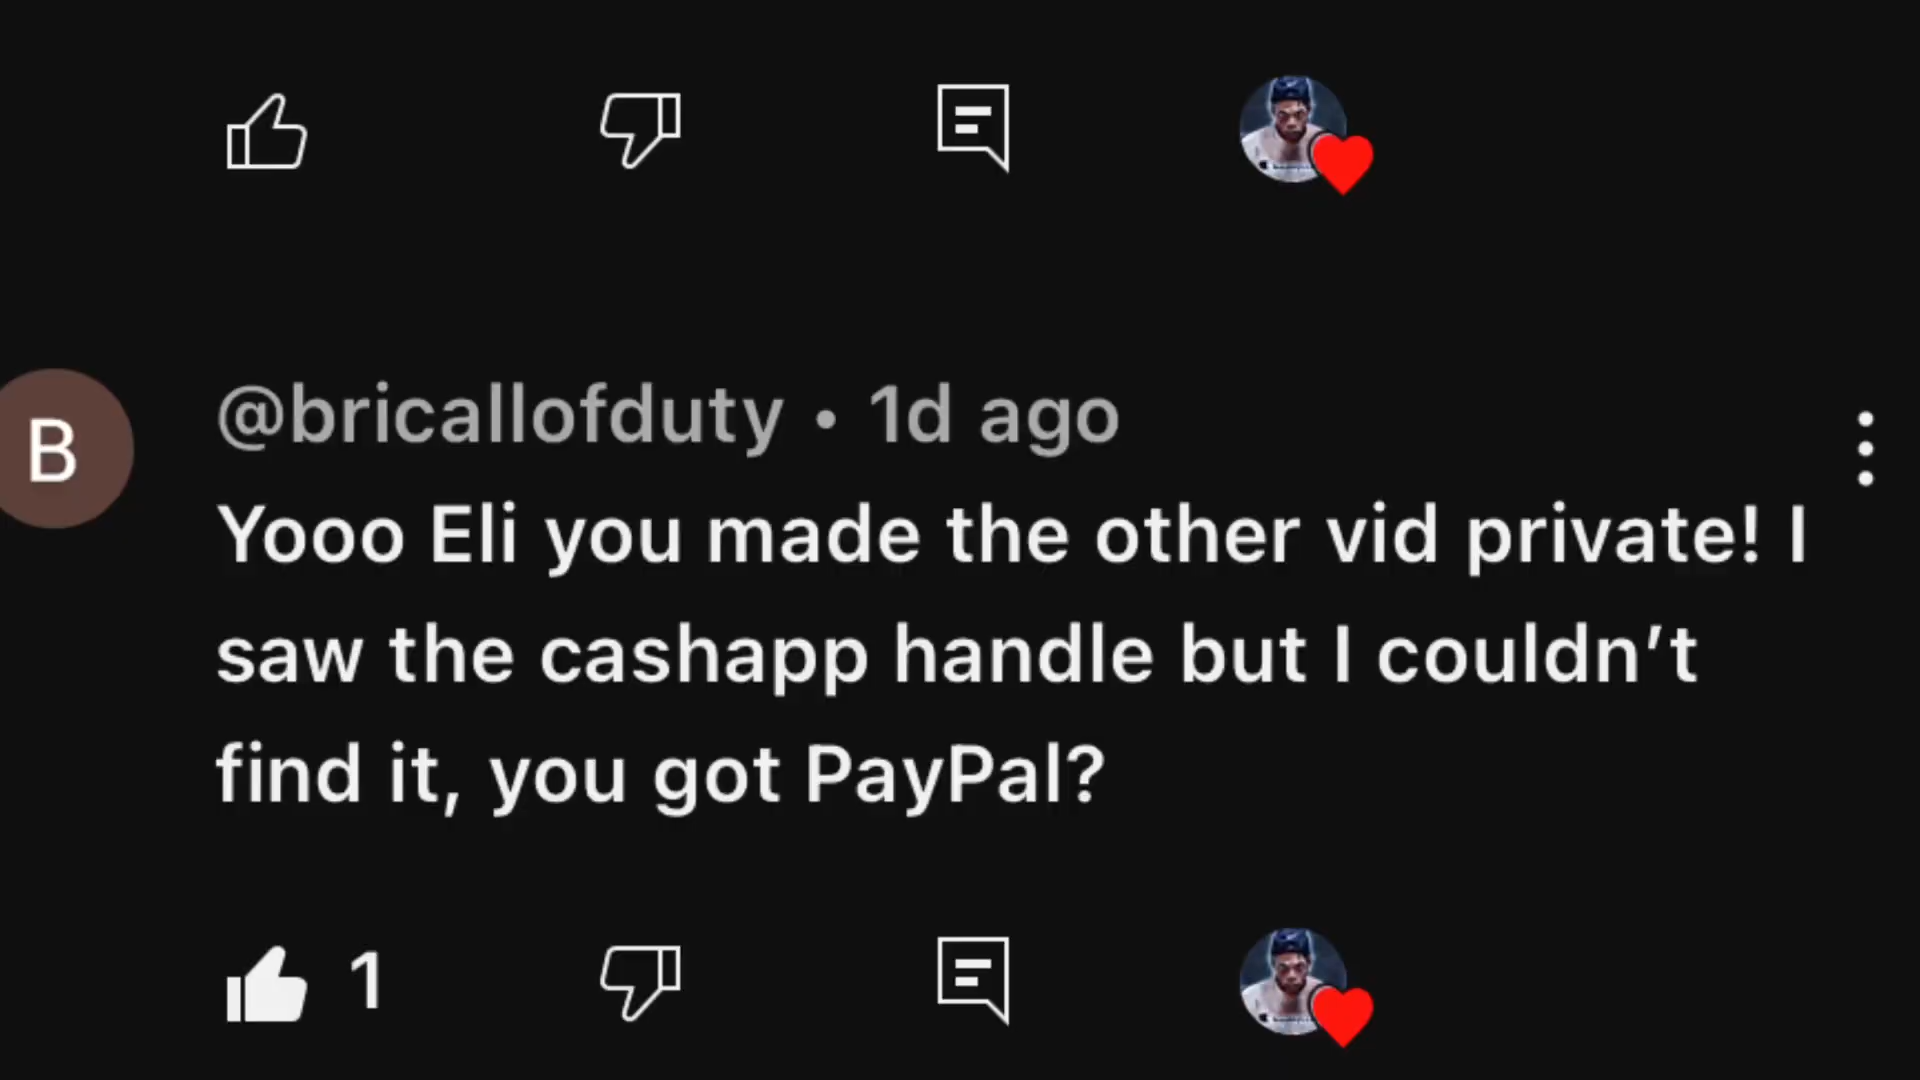 B
@bricallofduty • 1d ago
Yooo Eli you made the other vid private! I
saw the cashapp handle but I couldn’t
find it, you got PayPal?
1